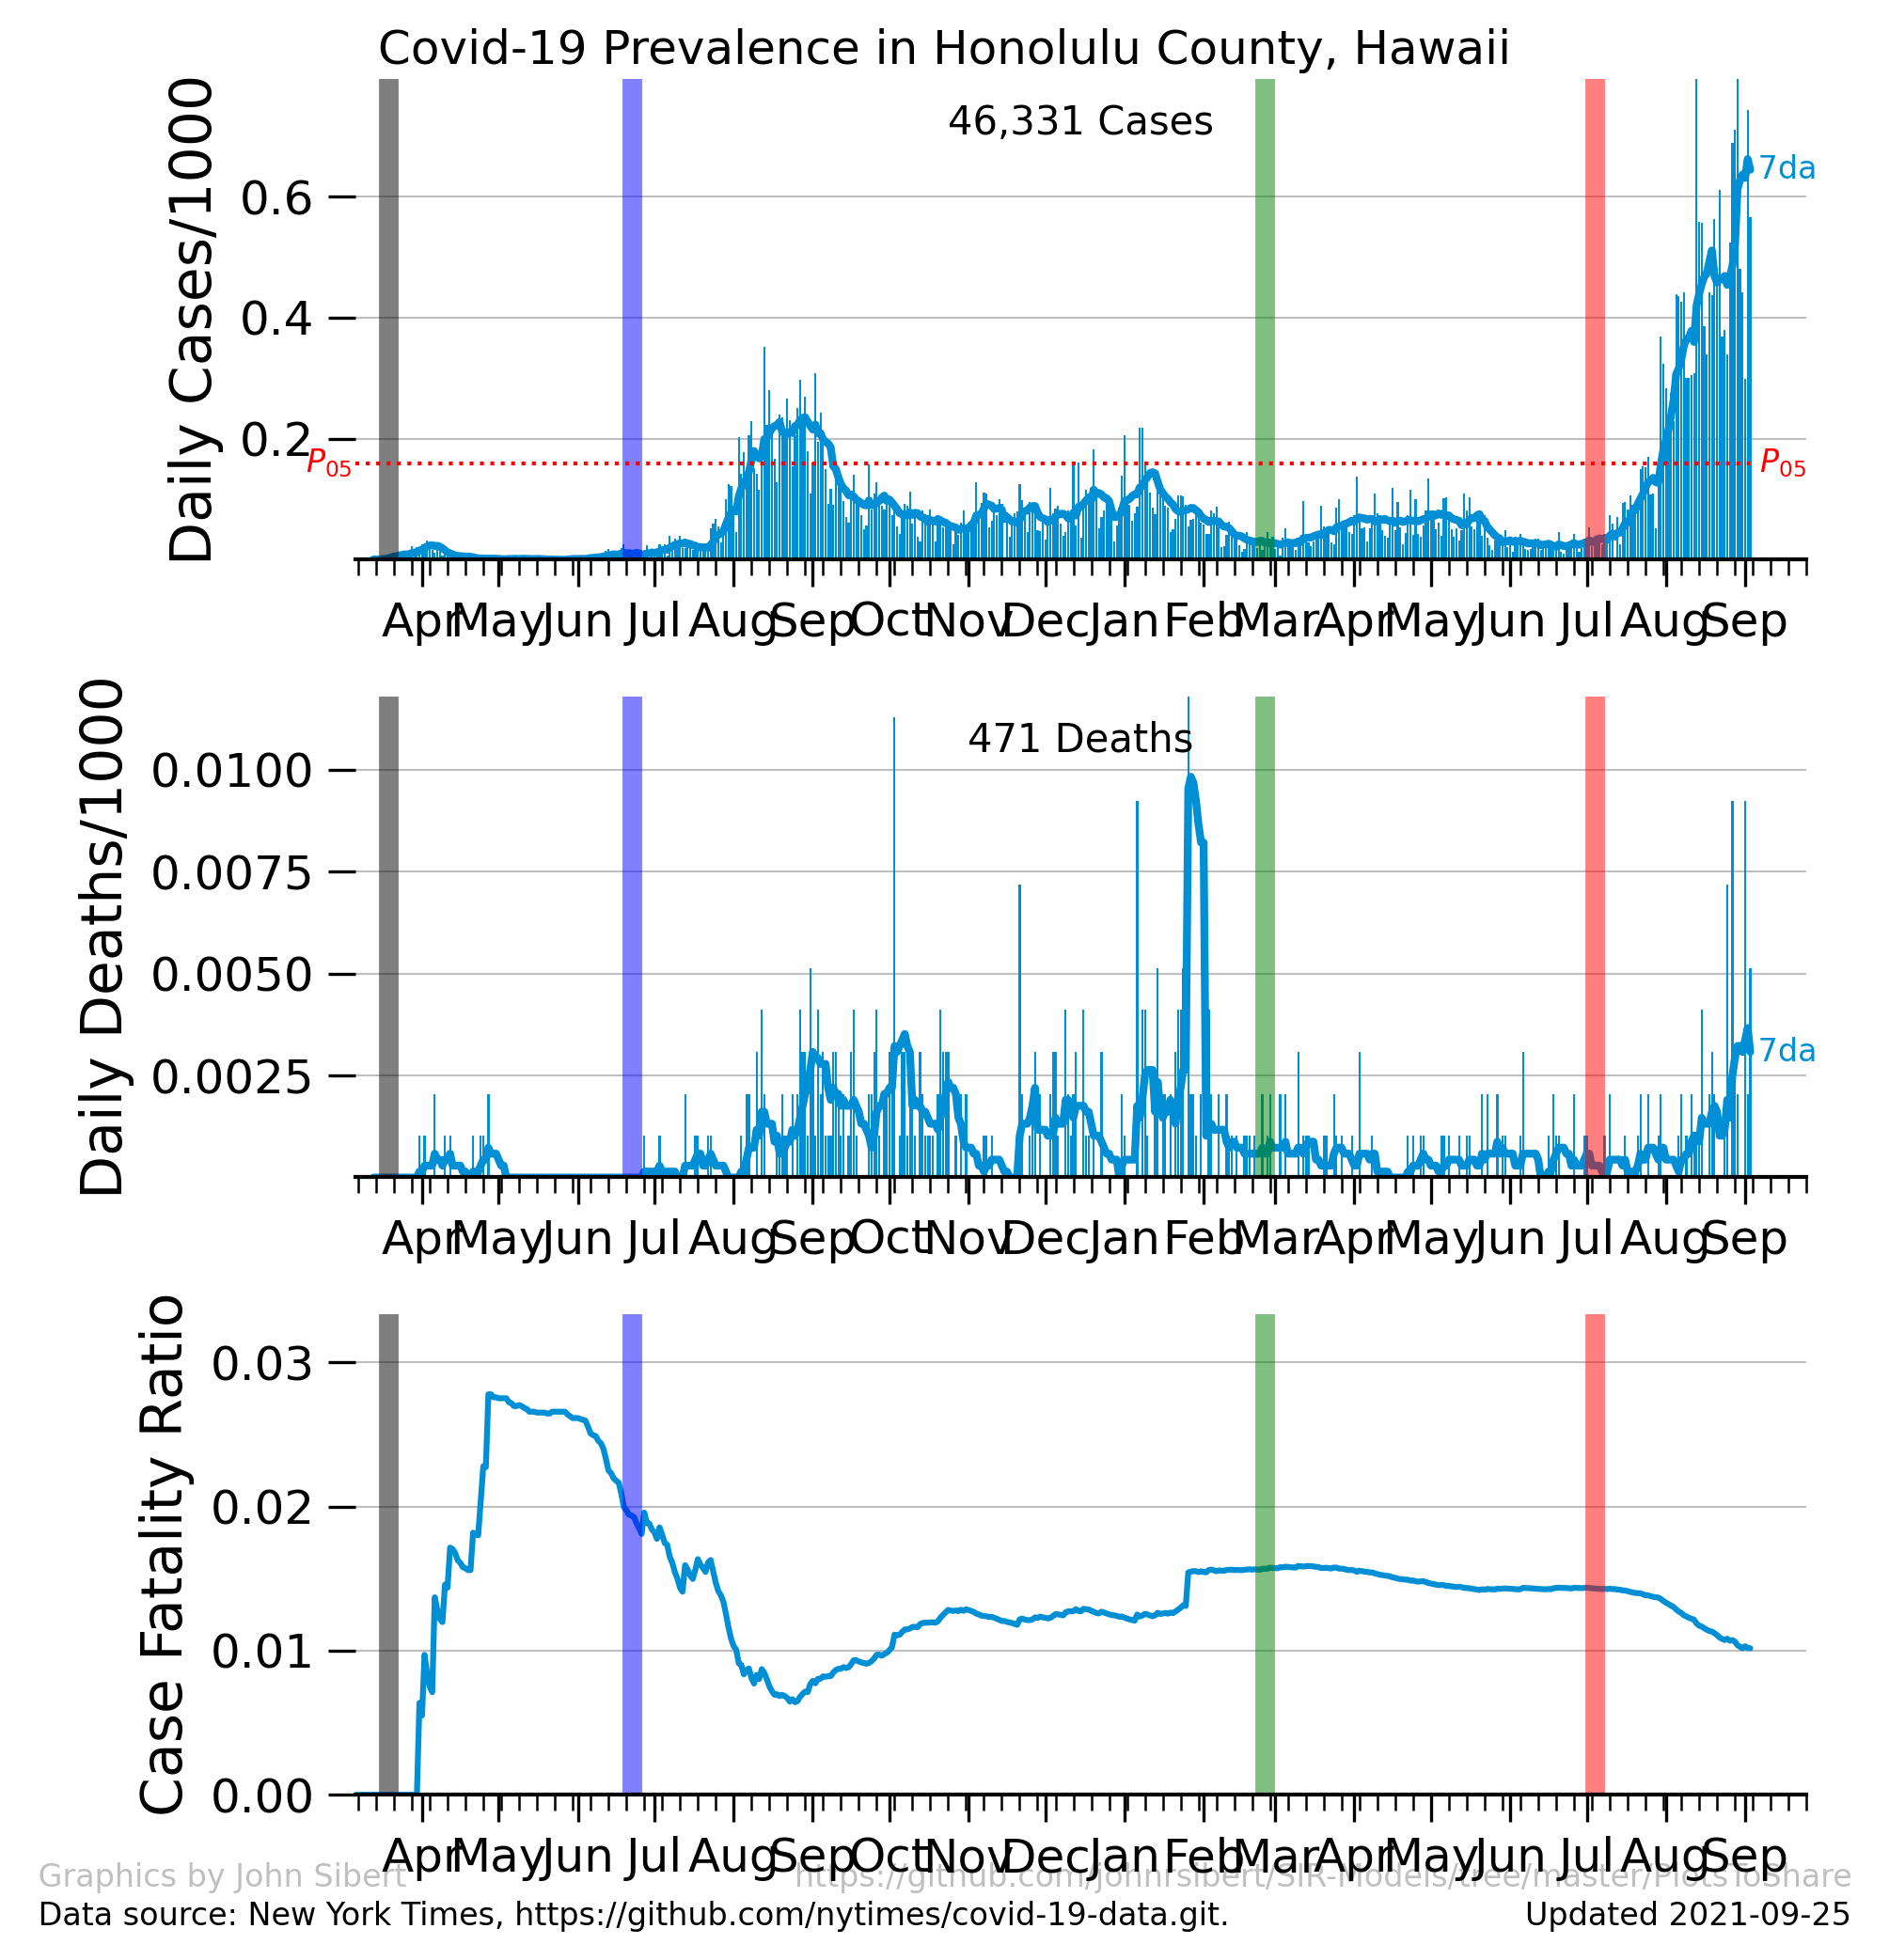 Covid-19 Prevalence in Honolulu County, Hawaii
46,331 Cases
Daily Cases/1000
0.6
0.4
0.2
P05
P05
7da
Apr May Jun Jul Aug Sep Oct Nov Dec Jan Feb Mar Apr May Jun Jul Aug Sep
471 Deaths
Daily Deaths/1000
0.0100
0.0075
0.0050
0.0025
7da
Apr May Jun Jul Aug Sep Oct Nov Dec Jan Feb Mar Apr May Jun Jul Aug Sep
Case Fatality Ratio
0.03
0.02
0.01
0.00
Apr May Jun Jul Aug Sep Oct Nov Dec Jan Feb Mar Apr May Jun Jul Aug Sep
Graphics by John Sibert https://github.com/johnrsibert/SIR-Models/tree/master/PlotsToShare
Data source: New York Times, https://github.com/nytimes/covid-19-data.git. Updated 2021-09-25